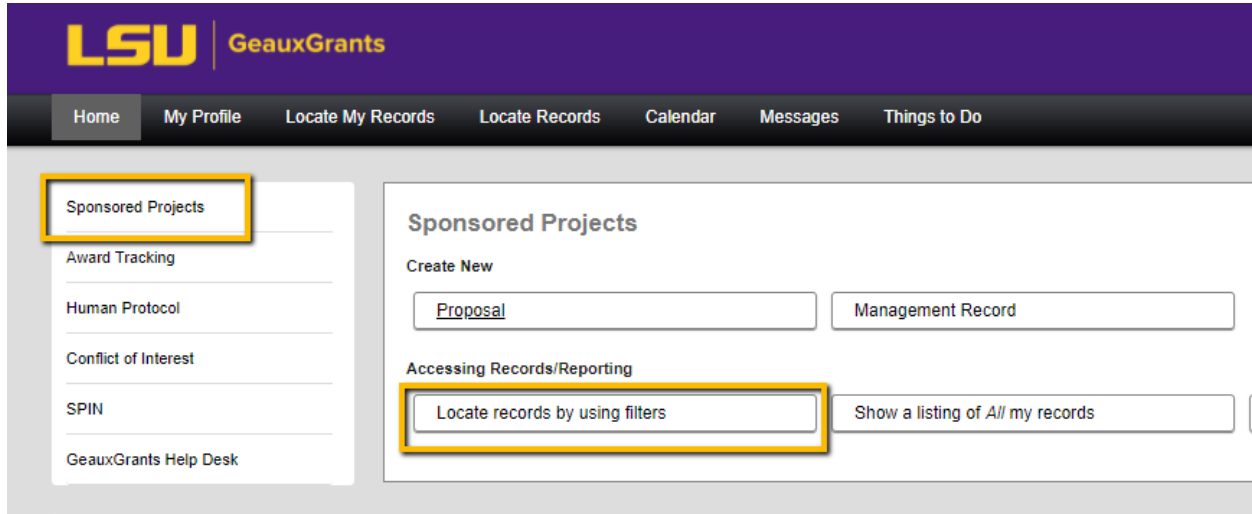 LSU GeauxGrants
Home My Profile Locate My Records Locate Records Calendar Messages Things to Do
Sponsored Projects
Award Tracking
Human Protocol
Conflict of Interest
SPIN
GeauxGrants Help Desk
Sponsored Projects
Create New
Proposal Management Record
Accessing Records/Reporting
Locate records by using filters Show a listing of All my records